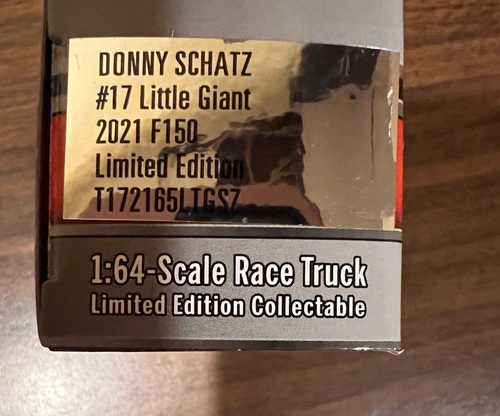 DONNY SCHATZ
#17 Little Giant
2021 F150
Limited Edition
T172165LTGSZ
1:64-Scale Race Truck
Limited Edition Collectable